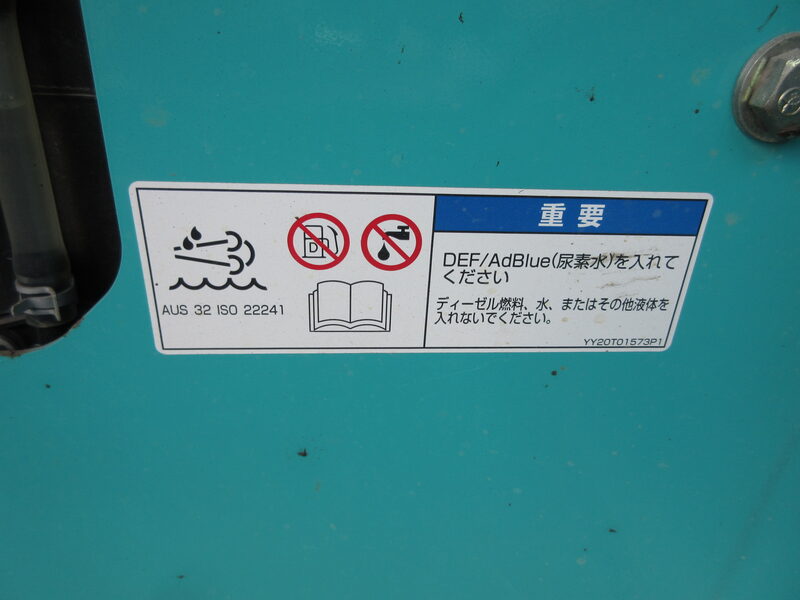 重要
DEF/AdBlue(尿素水)を入れて
ください
ディーゼル燃料、水、またはその他液体を
入れないでください。
YY20T01573P1
D
AUS 32 ISO 22241